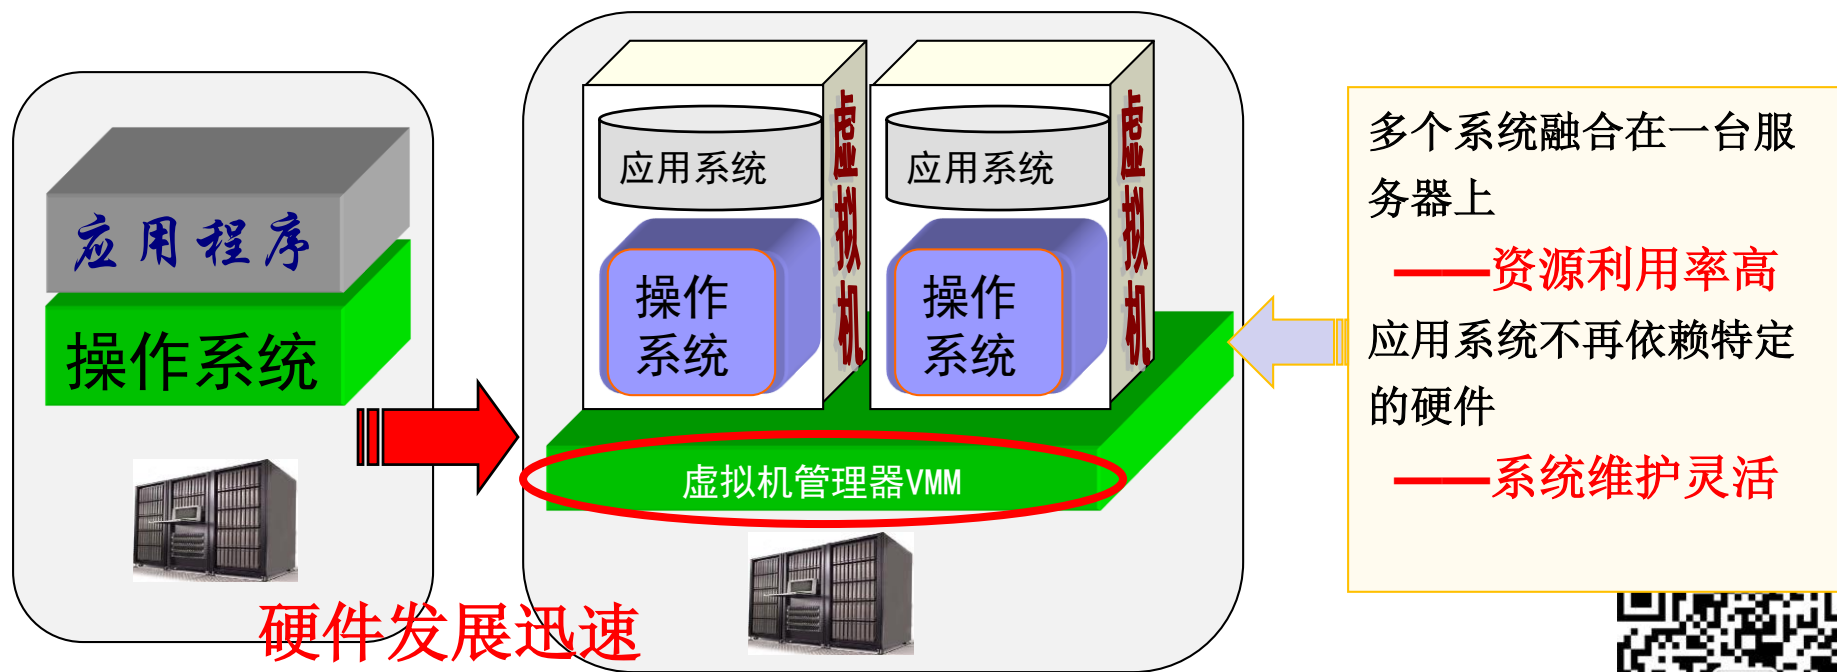 应用程序
操作系统
硬件发展迅速
应用系统
操作
系统
虚拟机
应用系统
操作
系统
虚拟机
虚拟机管理器VMM
多个系统融合在一台服
务器上
——资源利用率高
应用系统不再依赖特定
的硬件
——系统维护灵活